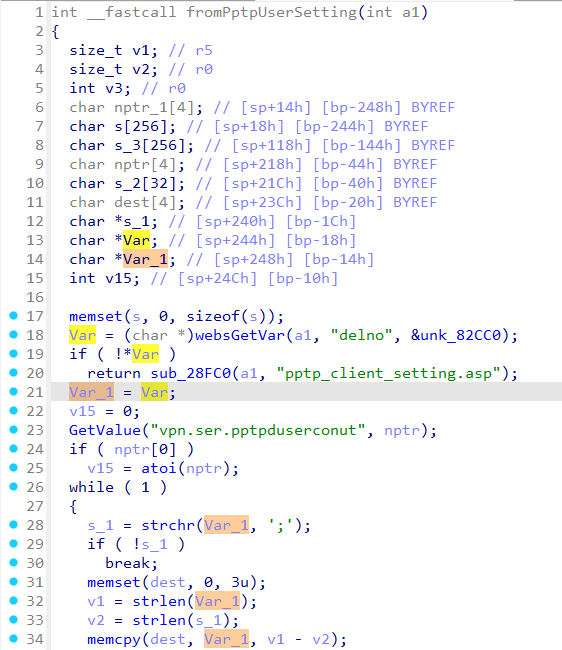 1 int __fastcall fromPptpUserSetting(int a1)
2 {
3 size_t v1; // r5
4 size_t v2; // r0
5 int v3; // r0
6 char nptr_1[4]; // [sp+14h] [bp-248h] BYREF
7 char s[256]; // [sp+18h] [bp-244h] BYREF
8 char s_3[256]; // [sp+118h] [bp-144h] BYREF
9 char nptr[4]; // [sp+218h] [bp-44h] BYREF
10 char s_2[32]; // [sp+21Ch] [bp-40h] BYREF
11 char dest[4]; // [sp+23Ch] [bp-20h] BYREF
12 char *s_1; // [sp+240h] [bp-1Ch]
13 char *Var; // [sp+244h] [bp-18h]
14 char *Var_1; // [sp+248h] [bp-14h]
15 int v15; // [sp+24Ch] [bp-10h]
16
17 memset(s, 0, sizeof(s));
18 Var = (char *)websGetVar(a1, "delno", &unk_82CC0);
19 if ( !*Var )
20 return sub_28FC0(a1, "pptp_client_setting.asp");
21 Var_1 = Var;
22 v15 = 0;
23 GetValue("vpn.ser.pptpduserconut", nptr);
24 if ( nptr[0] )
25 v15 = atoi(nptr);
26 while ( 1 )
27 {
28 s_1 = strchr(Var_1, ';');
29 if ( !s_1 )
30 break;
31 memset(dest, 0, 3u);
32 v1 = strlen(Var_1);
33 v2 = strlen(s_1);
34 memcpy(dest, Var_1, v1 - v2);